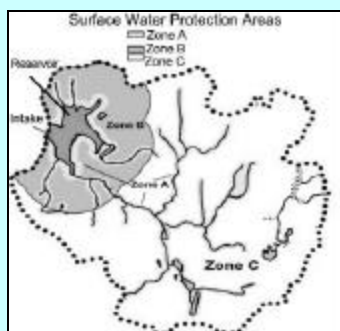 Surface Water Protection Areas
Zone A
Zone B
Zone C
Reservoir
Intake
Zone B
Zone A
Zone C